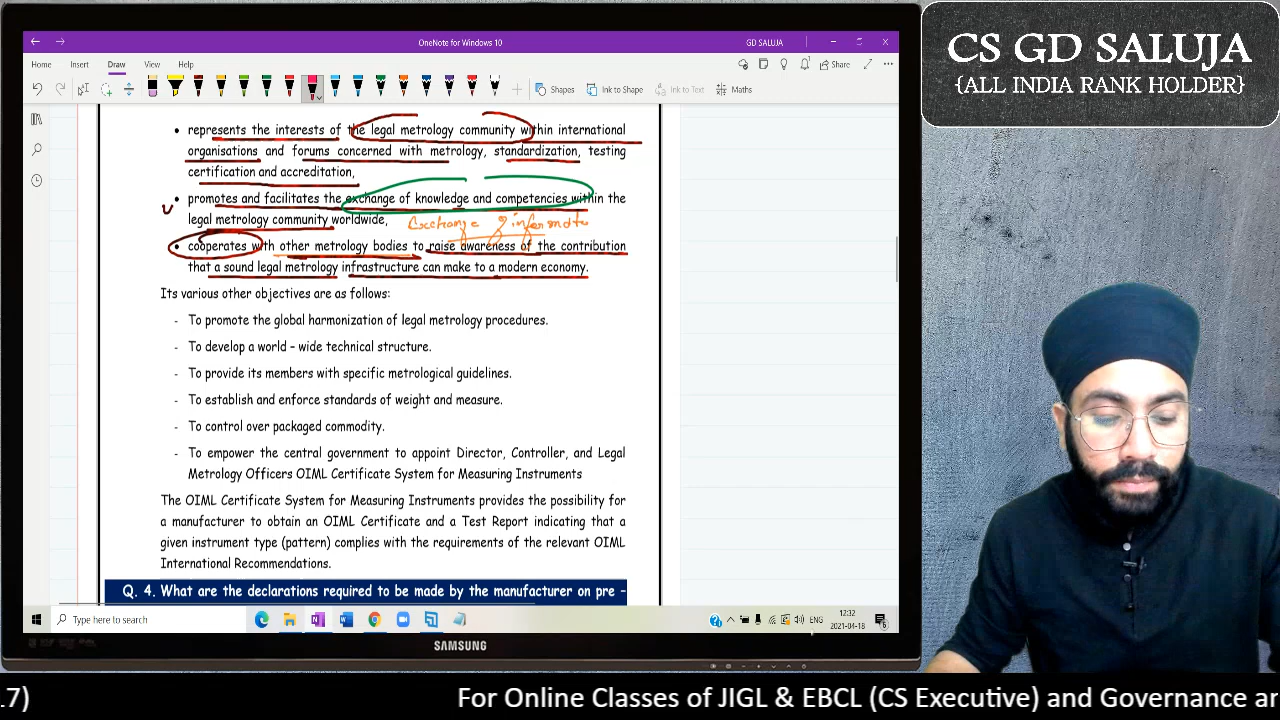 CS GD SALUJA
{ALL INDIA RANK HOLDER}
OneNote for Windows 10
GD SALUJA
Home Insert Draw View Help
Share
Shapes Ink to Shape Ink to Text Maths
• represents the interests of the legal metrology community within international
organisations and forums concerned with metrology, standardization, testing
certification and accreditation,
• promotes and facilitates the exchange of knowledge and competencies within the
legal metrology community worldwide,
Exchange of informatn
• cooperates with other metrology bodies to raise awareness of the contribution
that a sound legal metrology infrastructure can make to a modern economy.
Its various other objectives are as follows:
- To promote the global harmonization of legal metrology procedures.
- To develop a world – wide technical structure.
- To provide its members with specific metrological guidelines.
- To establish and enforce standards of weight and measure.
- To control over packaged commodity.
- To empower the central government to appoint Director, Controller, and Legal
Metrology Officers OIML Certificate System for Measuring Instruments
The OIML Certificate System for Measuring Instruments provides the possibility for
a manufacturer to obtain an OIML Certificate and a Test Report indicating that a
given instrument type (pattern) complies with the requirements of the relevant OIML
International Recommendations.
Q. 4. What are the declarations required to be made by the manufacturer on pre –
Type here to search
ENG
12:32
2021-04-18
SAMSUNG
.7) For Online Classes of JIGL & EBCL (CS Executive) and Governance an